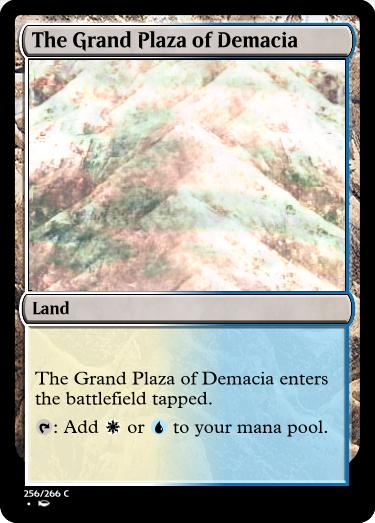 The Grand Plaza of Demacia
Land
The Grand Plaza of Demacia enters
the battlefield tapped.
: Add or to your mana pool.
256/266 C